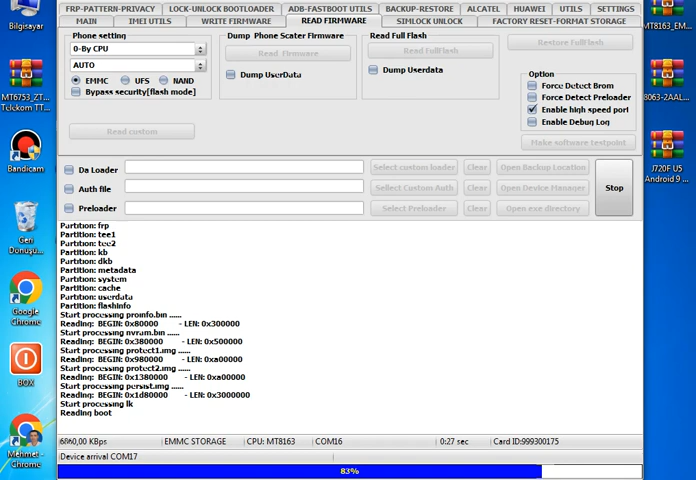 FRP-PATTERN-PRIVACY LOCK-UNLOCK BOOTLOADER ADB-FASTBOOT UTILS BACKUP-RESTORE ALCATEL HUAWEI UTILS SETTINGS
MAIN IMEI UTILES WRITE FIRMWARE READ FIRMWARE SIMLOCK UNLOCK FACTORY RESET-FORMAT STORAGE
Phone setting
0-By CPU
AUTO
EMMC UFS NAND
Bypass security[flash mode]
Read custom
Dump Phone Scater Firmware
Read Firmware
Dump UserData
Read Full Flash
Read FullFlash
Dump Userdata
Restore FullFlash
Option
Force Detect Brom
Force Detect Preloader
Enable high speed port
Enable Debug Log
Make software testpoint
Da Loader Select custom loader Clear Open Backup Location
Auth file Select Custom Auth Clear Open Device Manager
Preloader Select Preloader Clear Open exe directory
Stop
Partition: frp
Partition: tee1
Partition: tee2
Partition: kb
Partition: dkb
Partition: metadata
Partition: system
Partition: cache
Partition: userdata
Partition: flashinfo
Start processing proinfo.bin ......
Reading: BEGIN: 0x80000 - LEN: 0x300000
Start processing nvram.bin ......
Reading: BEGIN: 0x380000 - LEN: 0x500000
Start processing protect1.img ......
Reading: BEGIN: 0x980000 - LEN: 0xa00000
Start processing protect2.img ......
Reading: BEGIN: 0x1380000 - LEN: 0xa00000
Start processing persist.img ......
Reading: BEGIN: 0x1d80000 - LEN: 0x3000000
Start processing lk
Reading boot
KBps EMMC STORAGE CPU: MT8163 COM16 0:27 sec Card ID:999300175
Device arrival COM17
83%
Bilgisayar
MT6753_ZT...
Telekom TT...
Bandicam
Geri
Dönüşü...
Google
Chrome
BOX
Mehmet -
Chrome
MT8163_EM...
8063-2AAL...
J720F U5
Android 9 ...